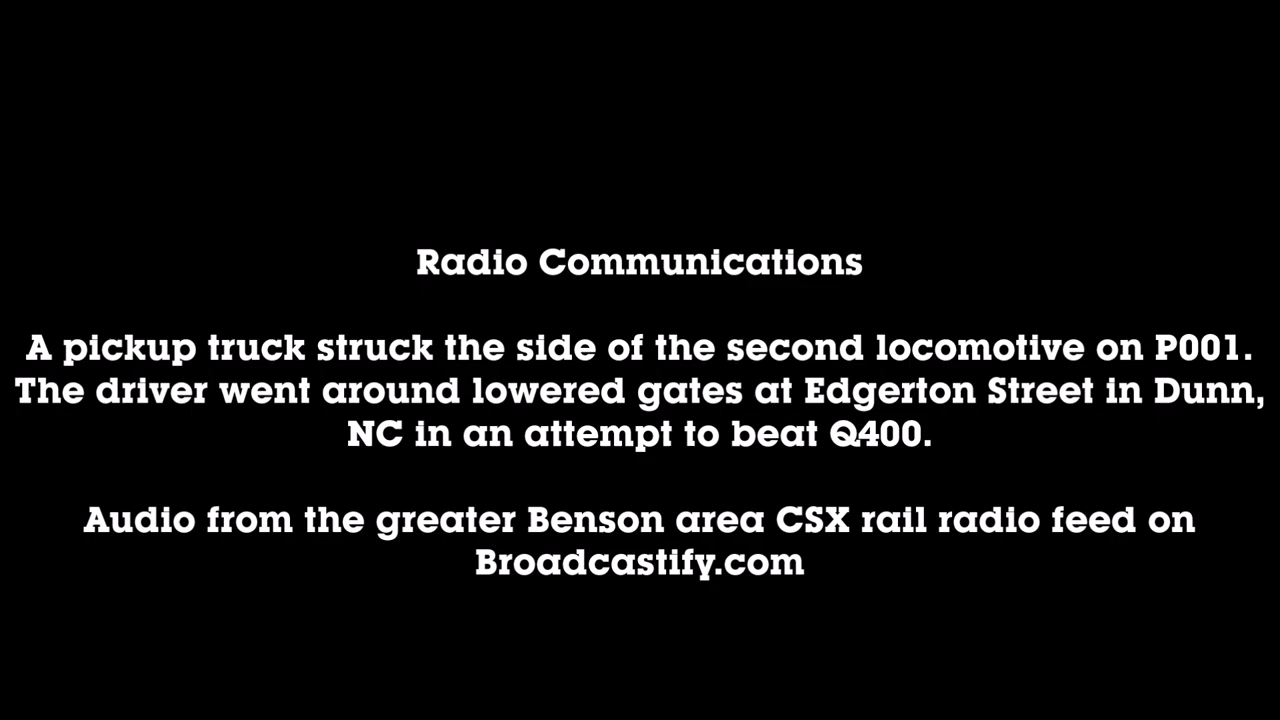 Radio Communications
A pickup truck struck the side of the second locomotive on P001.
The driver went around lowered gates at Edgerton Street in Dunn,
NC in an attempt to beat Q400.
Audio from the greater Benson area CSX rail radio feed on
Broadcastify.com